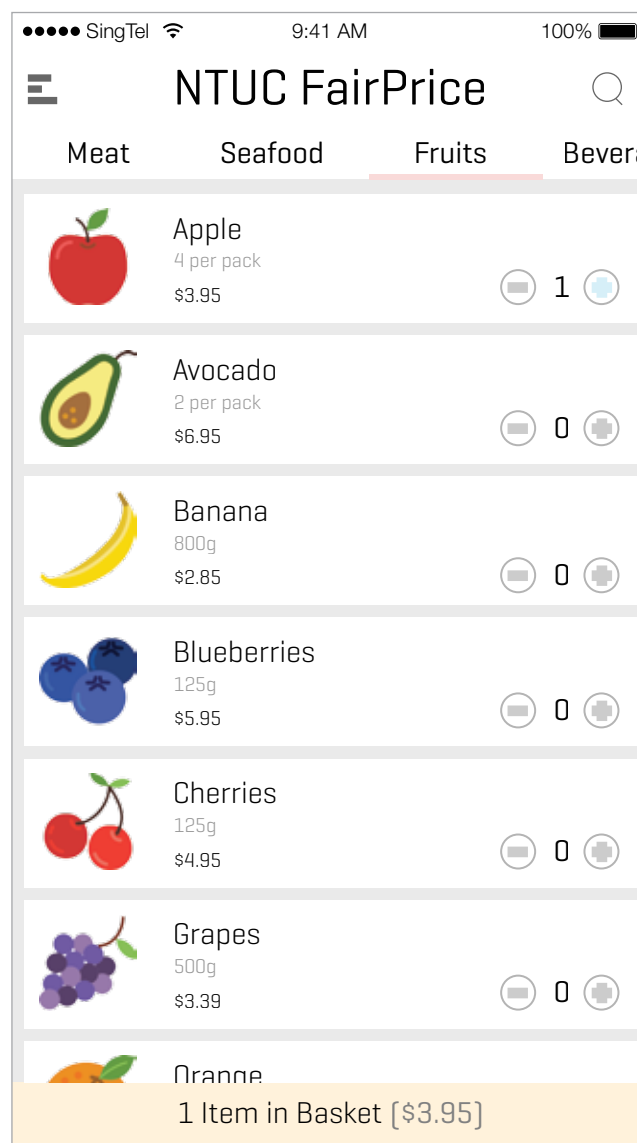 SingTel 9:41 AM 100%
NTUC FairPrice
Meat Seafood Fruits Bever
Apple
4 per pack
$3.95
1
Avocado
2 per pack
$6.95
0
Banana
800g
$2.85
0
Blueberries
125g
$5.95
0
Cherries
125g
$4.95
0
Grapes
500g
$3.39
0
Orange
1 Item in Basket ($3.95)